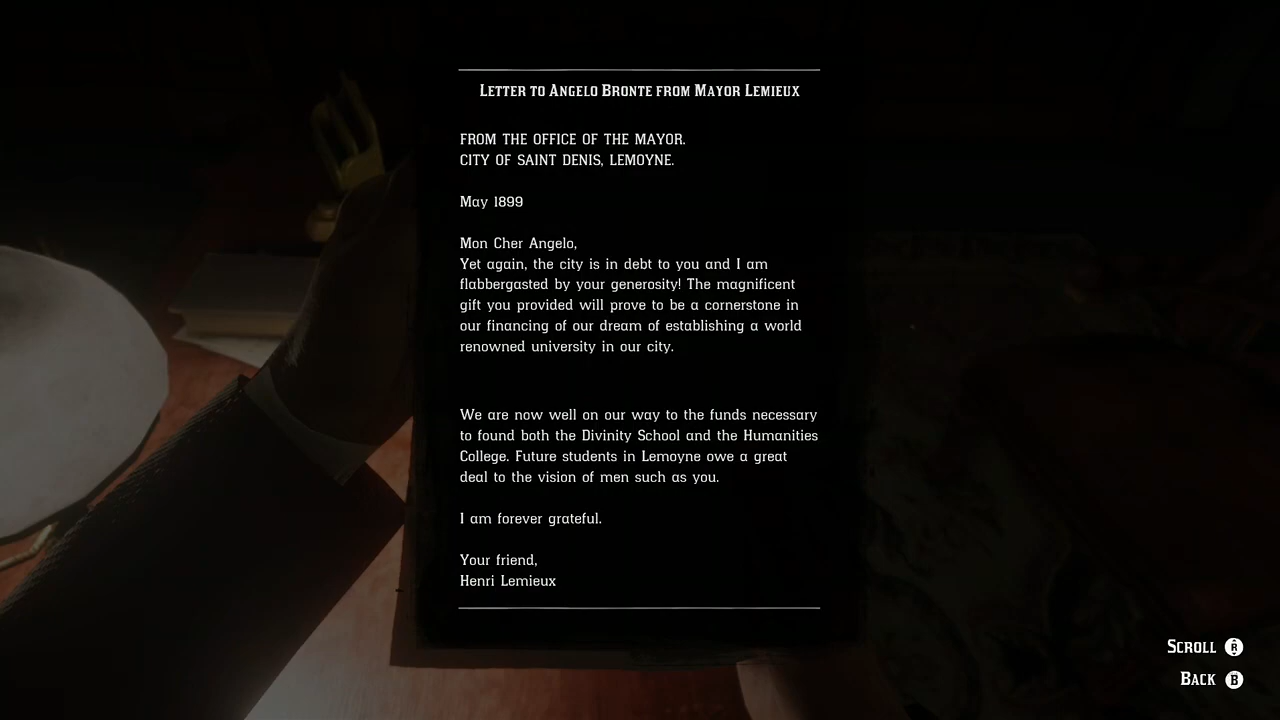 Letter to Angelo Bronte from Mayor Lemieux
FROM THE OFFICE OF THE MAYOR.
CITY OF SAINT DENIS, LEMOYNE.
May 1899
Mon Cher Angelo,
Yet again, the city is in debt to you and I am
flabbergasted by your generosity! The magnificent
gift you provided will prove to be a cornerstone in
our financing of our dream of establishing a world
renowned university in our city.
We are now well on our way to the funds necessary
to found both the Divinity School and the Humanities
College. Future students in Lemoyne owe a great
deal to the vision of men such as you.
I am forever grateful.
Your friend,
Henri Lemieux
Scroll R
Back B